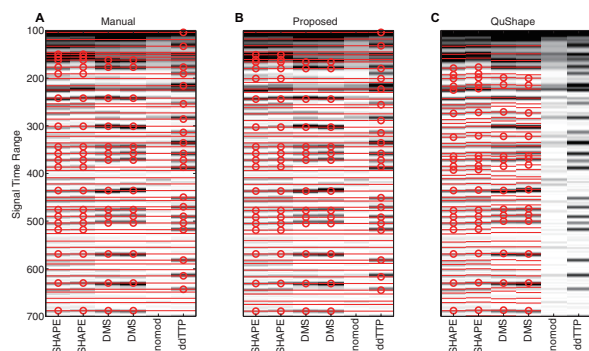 A Manual
B Proposed
C QuShape
Signal Time Range
100
200
300
400
500
600
700
SHAPE SHAPE DMS DMS nomod ddTTP
SHAPE SHAPE DMS DMS nomod ddTTP
SHAPE SHAPE DMS DMS nomod ddTTP